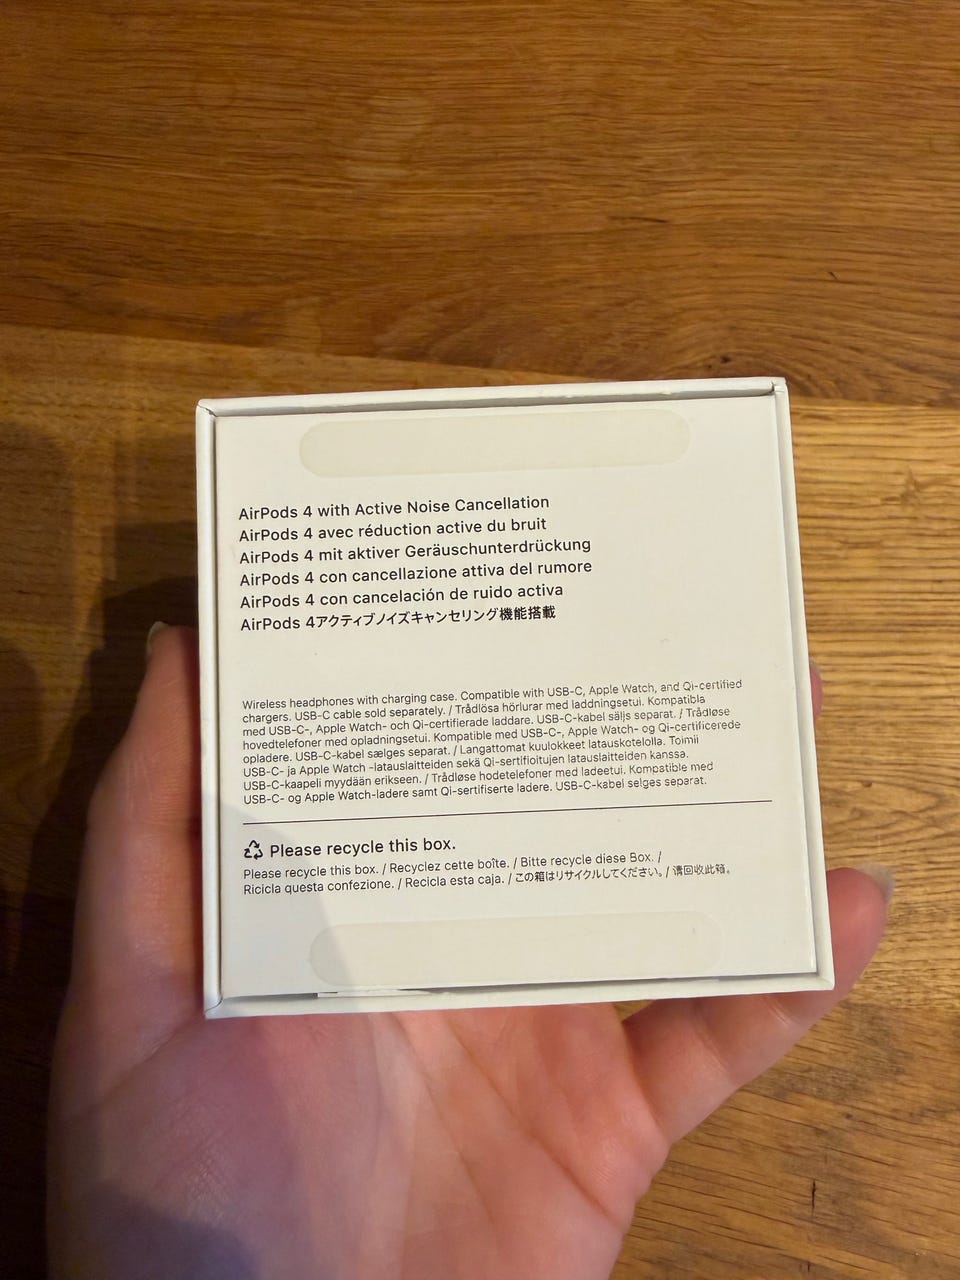 AirPods 4 with Active Noise Cancellation
AirPods 4 avec réduction active du bruit
AirPods 4 mit aktiver Geräuschunterdrückung
AirPods 4 con cancellazione attiva del rumore
AirPods 4 con cancelación de ruido activa
AirPods 4アクティブノイズキャンセリング機能搭載
Wireless headphones with charging case. Compatible with USB-C, Apple Watch, and Qi-certified
chargers. USB-C cable sold separately. / Trådlösa hörlurar med laddningsetui. Kompatibla
med USB-C-, Apple Watch- och Qi-certifierade laddare. USB-C-kabel säljs separat. / Trådløse
hovedtelefoner med opladningsetui. Kompatible med USB-C-, Apple Watch- og Qi-certificerede
opladere. USB-C-kabel sælges separat. / Langattomat kuulokkeet latauskotelolla. Toimii
USB-C- ja Apple Watch -latauslaitteiden sekä Qi-sertifioitujen latauslaitteiden kanssa.
USB-C-kaapeli myydään erikseen. / Trådløse hodetelefoner med ladeetui. Kompatible med
USB-C- og Apple Watch-ladere samt Qi-sertifiserte ladere. USB-C-kabel selges separat.
Please recycle this box.
Please recycle this box. / Recyclez cette boîte. / Bitte recycle diese Box. /
Ricicla questa confezione. / Recicla esta caja. / この箱はリサイクルしてください。/ 请回收此箱。